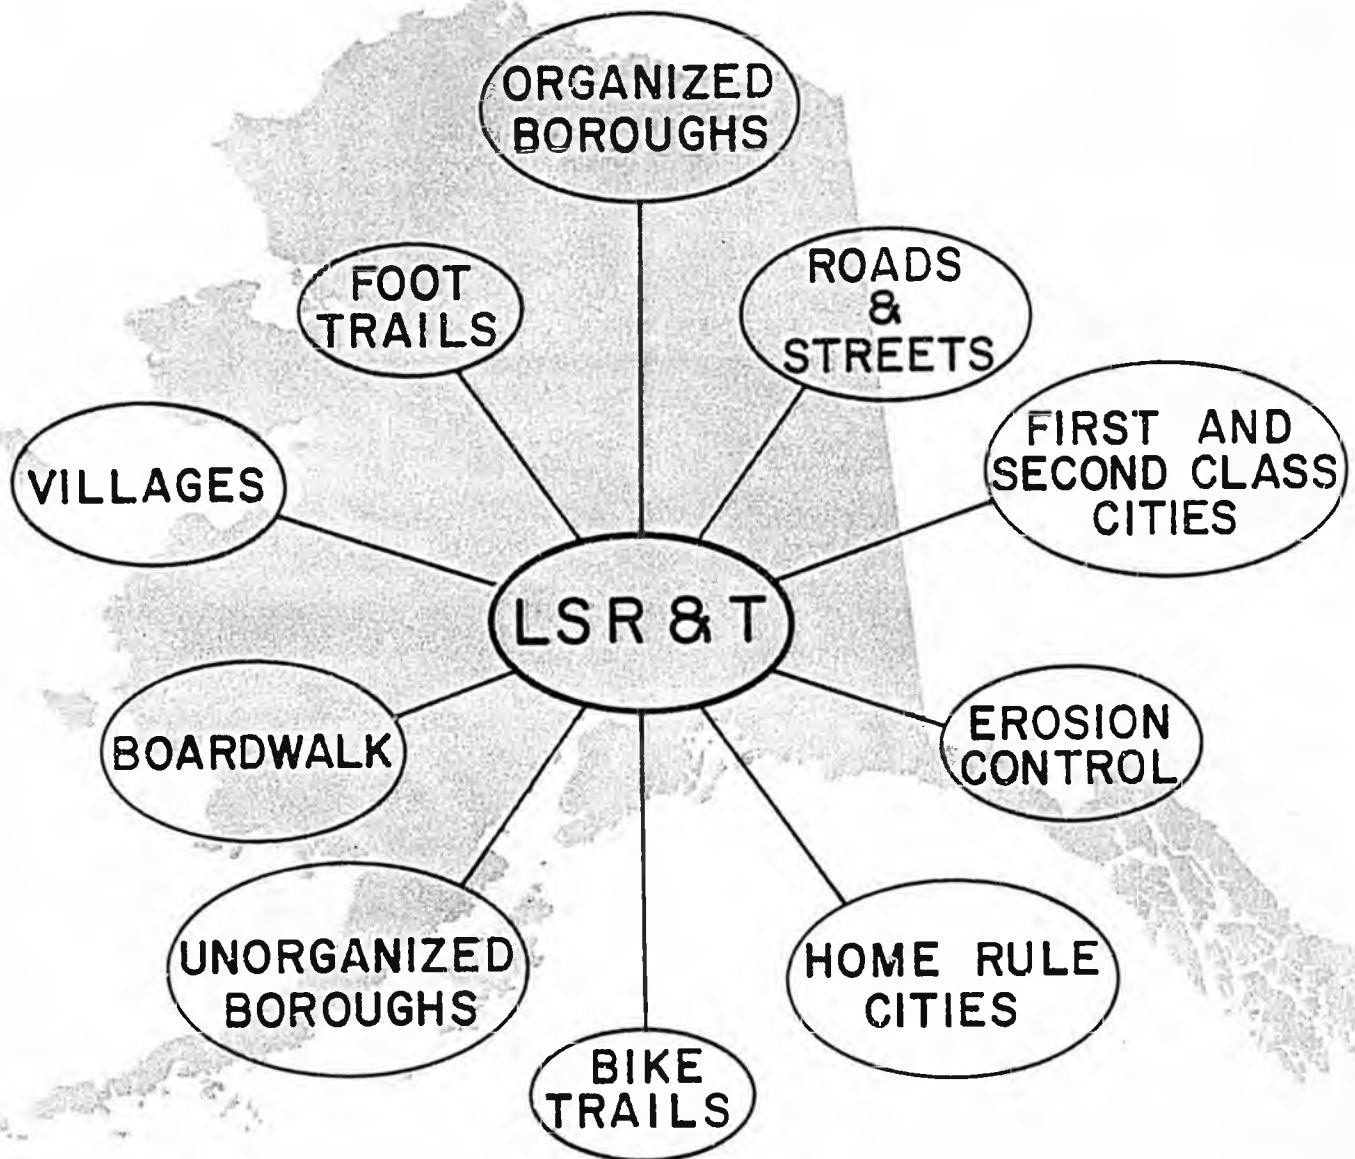 ORGANIZED
BOROUGHS
FOOT
TRAILS
ROADS
&
STREETS
VILLAGES
FIRST AND
SECOND CLASS
CITIES
LSR & T
BOARDWALK
EROSION
CONTROL
UNORGANIZED
BOROUGHS
HOME RULE
CITIES
BIKE
TRAILS